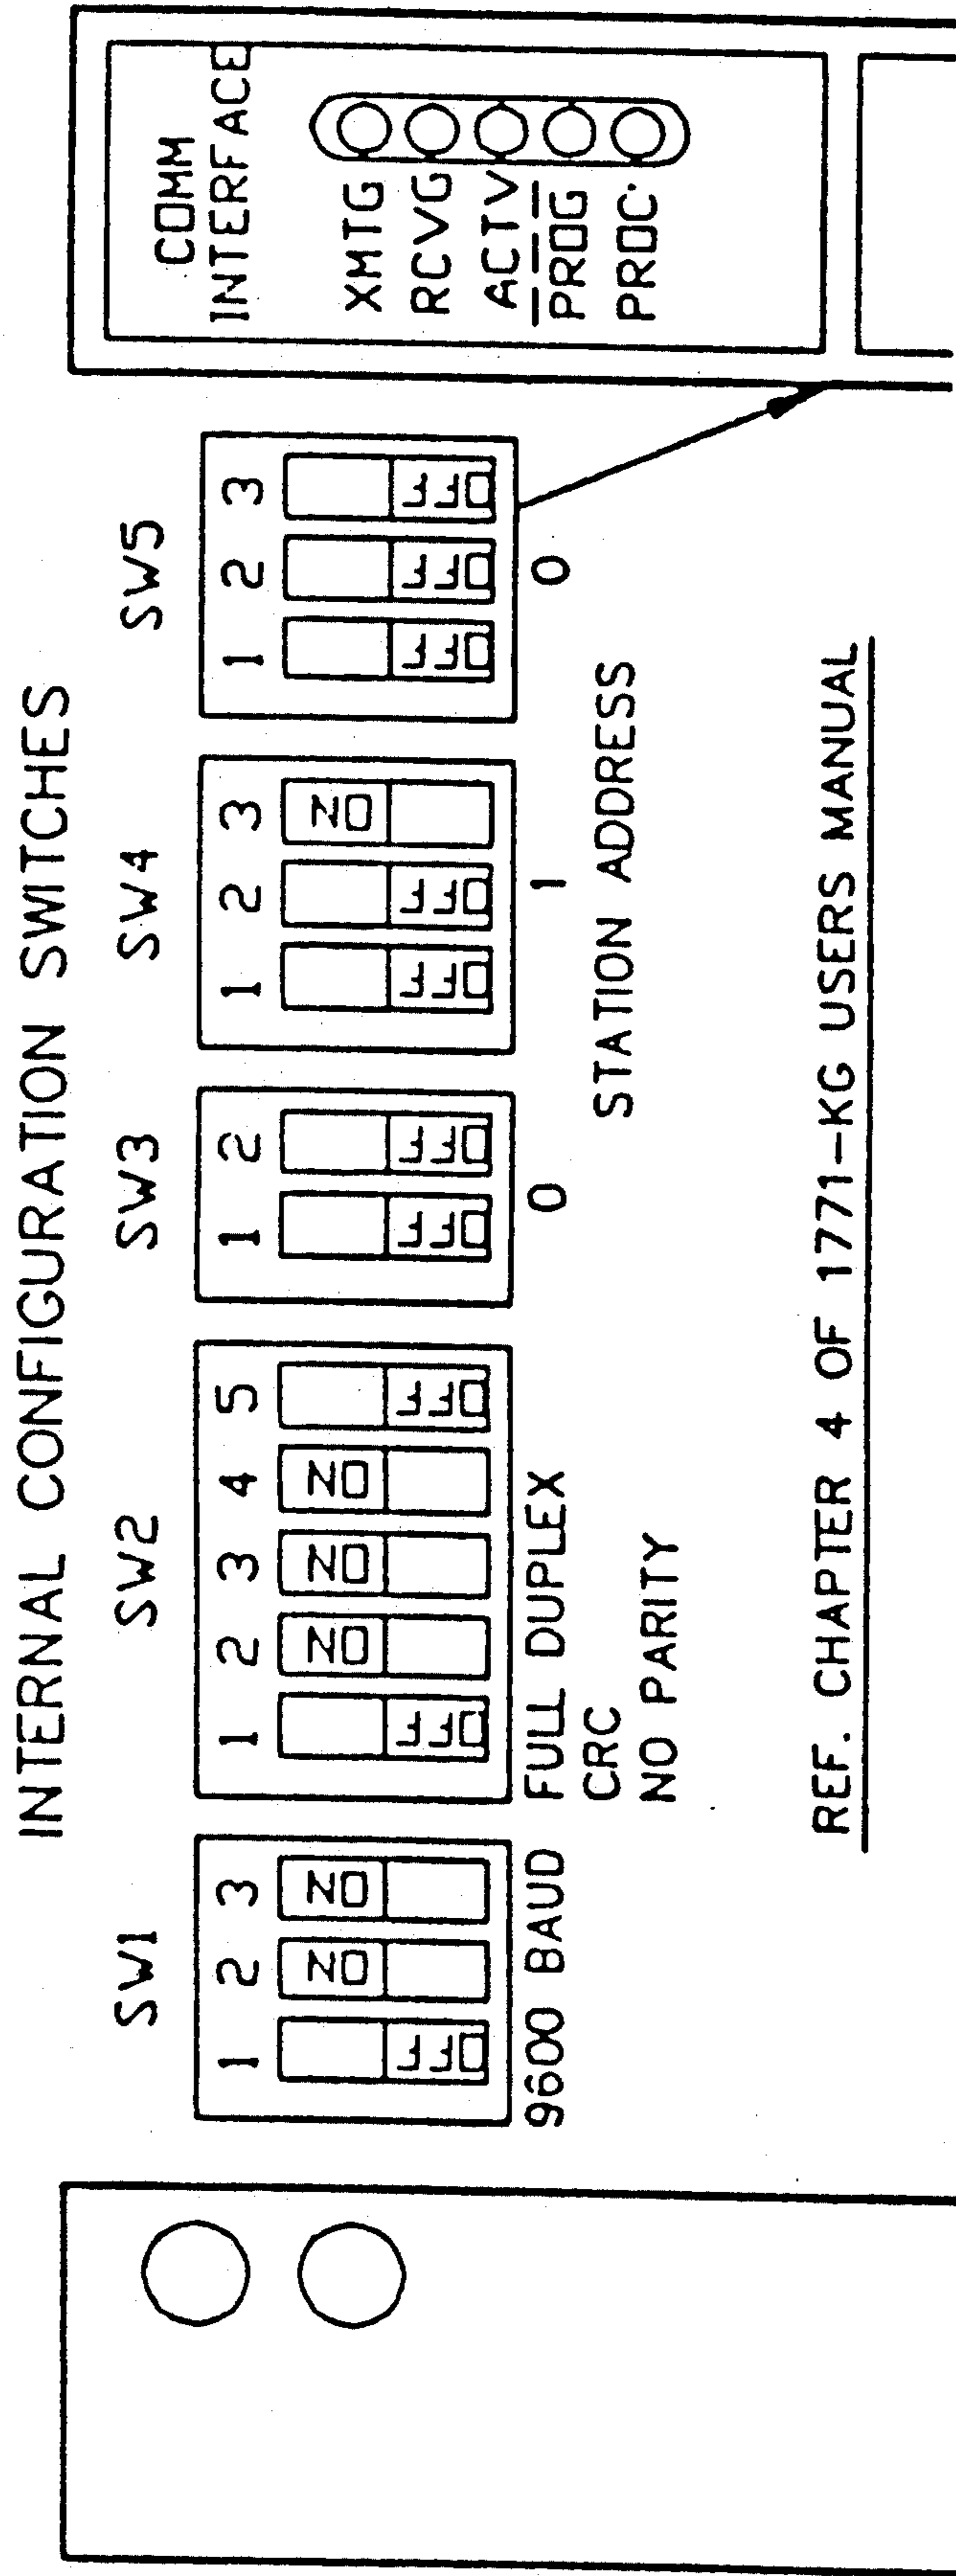 INTERNAL CONFIGURATION SWITCHES
SW1
1 2 3
OFF ON ON
9600 BAUD
SW2
1 2 3 4 5
OFF ON ON ON OFF
FULL DUPLEX
CRC
NO PARITY
SW3
1 2
OFF OFF
0
SW4
1 2 3
OFF OFF ON
1
SW5
1 2 3
OFF OFF OFF
0
STATION ADDRESS
REF. CHAPTER 4 OF 1771-KG USERS MANUAL
COMM
INTERFACE
XMTG
RCVG
ACTV
PROG
PROC